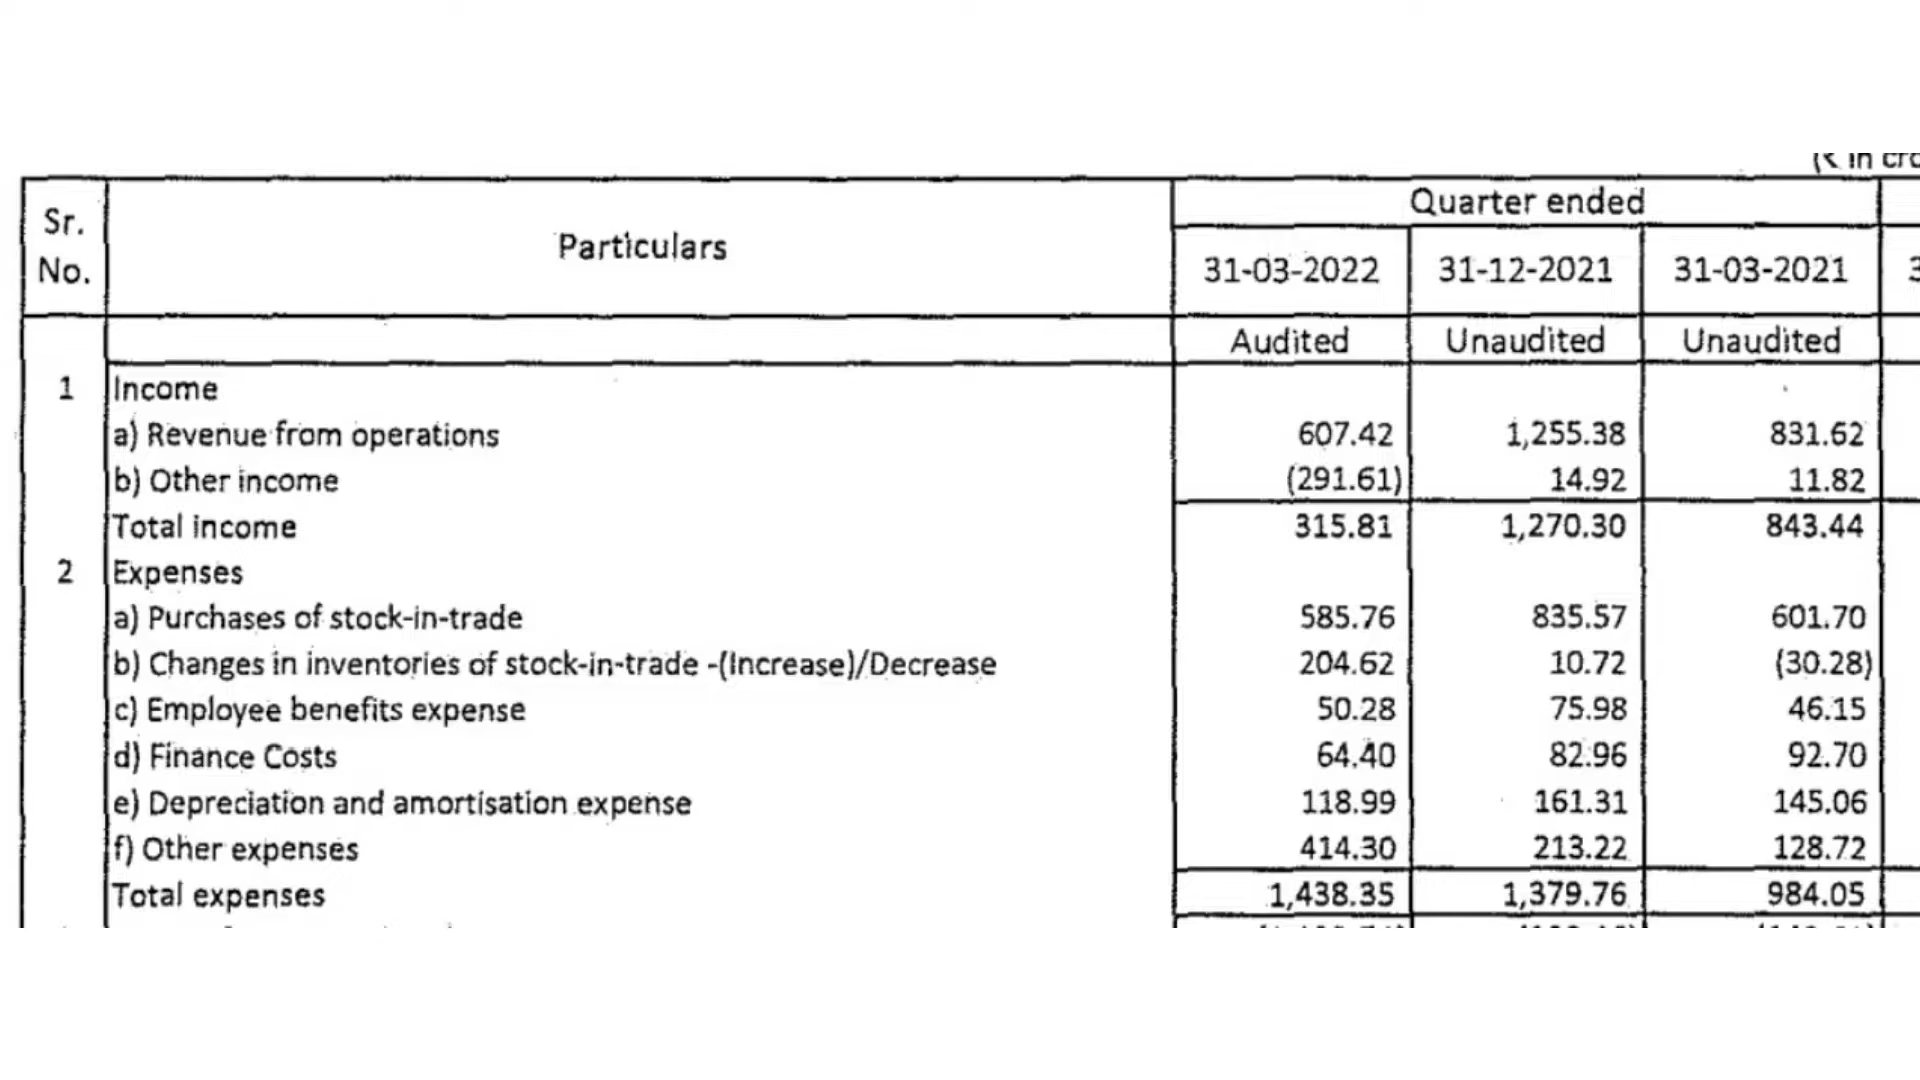 (₹ in cro
Sr. No. Particulars Quarter ended
31-03-2022 31-12-2021 31-03-2021 3
Audited Unaudited Unaudited
1 Income
a) Revenue from operations 607.42 1,255.38 831.62
b) Other income (291.61) 14.92 11.82
Total income 315.81 1,270.30 843.44
2 Expenses
a) Purchases of stock-in-trade 585.76 835.57 601.70
b) Changes in inventories of stock-in-trade -(Increase)/Decrease 204.62 10.72 (30.28)
c) Employee benefits expense 50.28 75.98 46.15
d) Finance Costs 64.40 82.96 92.70
e) Depreciation and amortisation expense 118.99 161.31 145.06
f) Other expenses 414.30 213.22 128.72
Total expenses 1,438.35 1,379.76 984.05